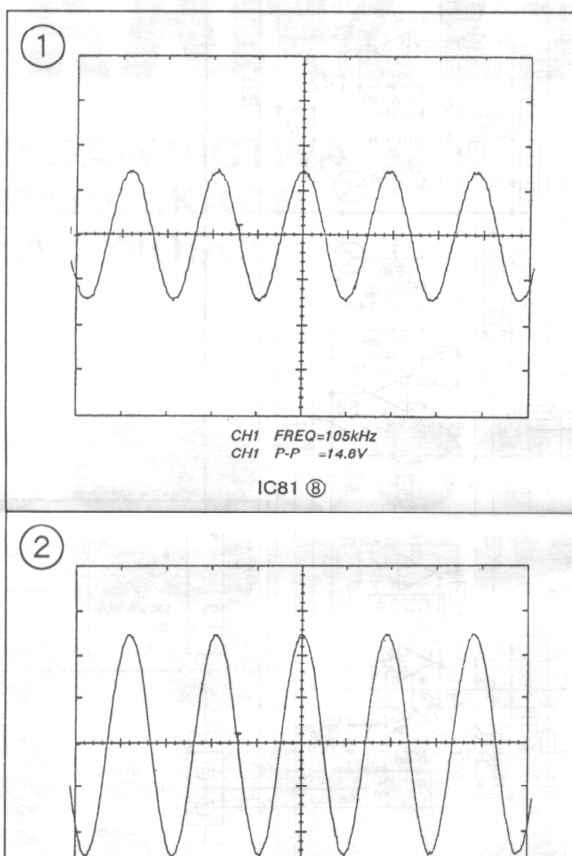 ①
CH1 FREQ=105kHz
CH1 P-P =14.8V
IC81 ⑧
②